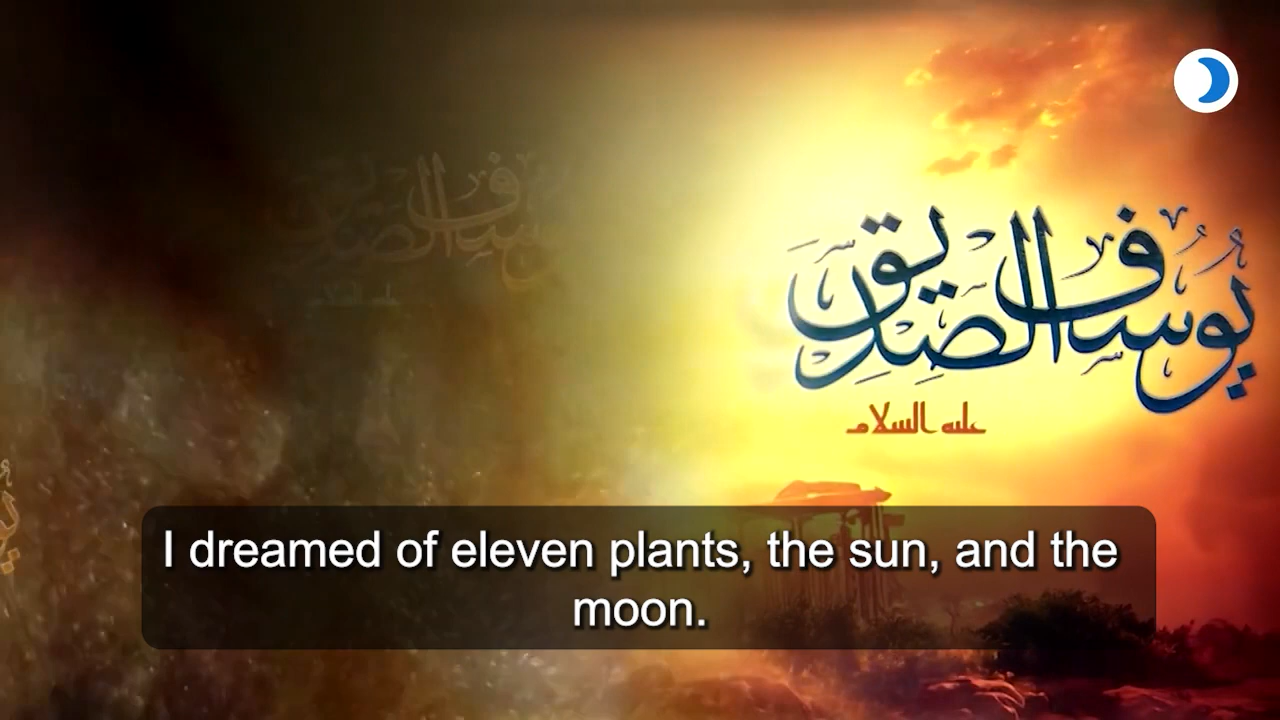 يوسف الصديق
عليه السلام
I dreamed of eleven plants, the sun, and the
moon.